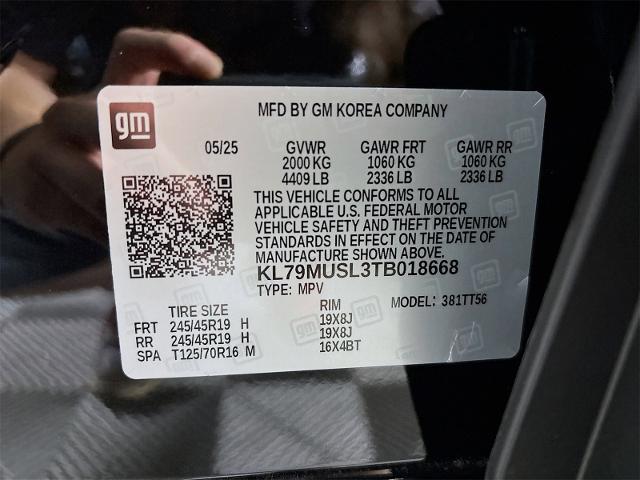 gm
MFD BY GM KOREA COMPANY
05/25 GVWR GAWR FRT GAWR RR
2000 KG 1060 KG 1060 KG
4409 LB 2336 LB 2336 LB
THIS VEHICLE CONFORMS TO ALL
APPLICABLE U.S. FEDERAL MOTOR
VEHICLE SAFETY AND THEFT PREVENTION
STANDARDS IN EFFECT ON THE DATE OF
MANUFACTURE SHOWN ABOVE.
KL79MUSL3TB018668
TYPE: MPV
TIRE SIZE RIM MODEL: 381TT56
FRT 245/45R19 H 19X8J
RR 245/45R19 H 19X8J
SPA T125/70R16 M 16X4BT